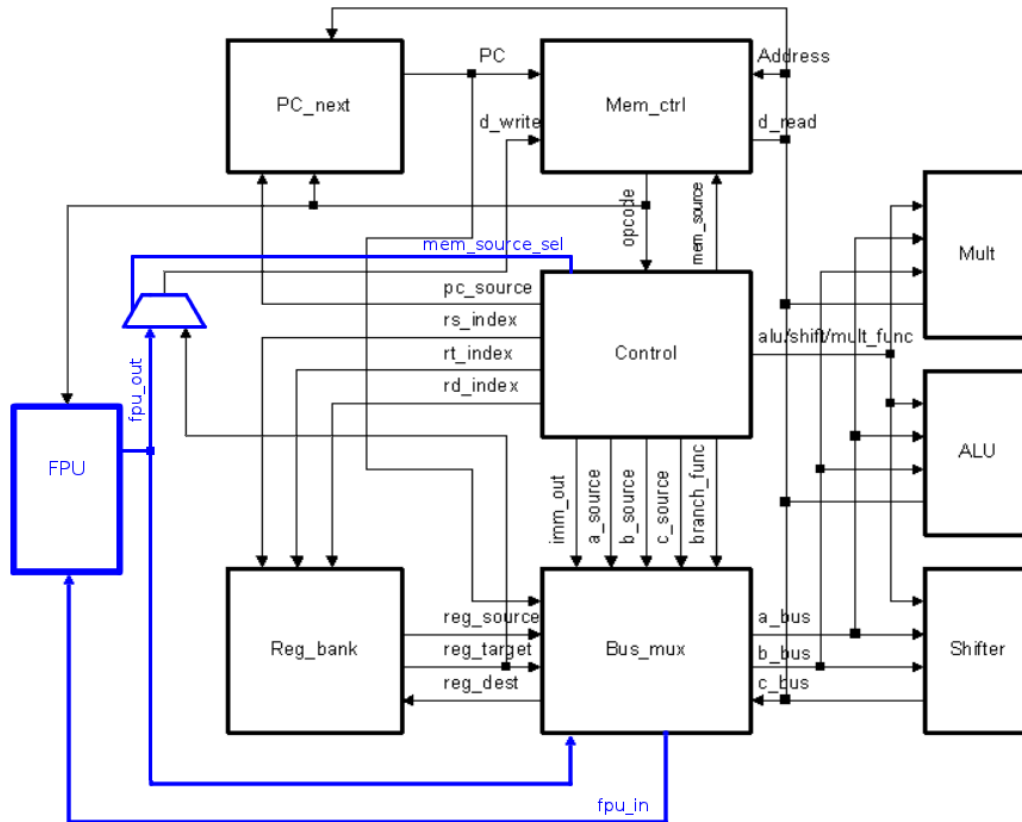 PC
Address
PC_next
Mem_ctrl
d_write
d_read
opcode
mem_source
mem_source_sel
Mult
pc_source
rs_index
alu/shift/mult_func
Control
rt_index
rd_index
fpu_out
FPU
ALU
imm_out
a_source
b_source
c_source
branch_func
reg_source
a_bus
Reg_bank
reg_target
Bus_mux
b_bus
Shifter
reg_dest
c_bus
fpu_in